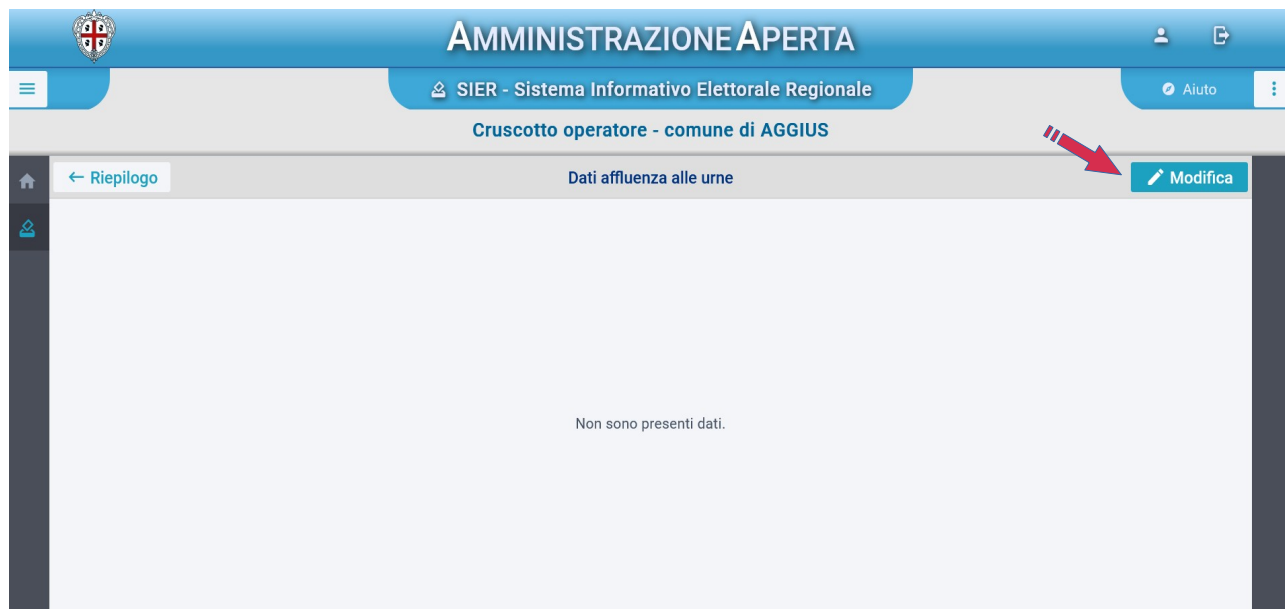 AMMINISTRAZIONE APERTA
SIER - Sistema Informativo Elettorale Regionale
Aiuto
Cruscotto operatore - comune di AGGIUS
← Riepilogo
Dati affluenza alle urne
Modifica
Non sono presenti dati.